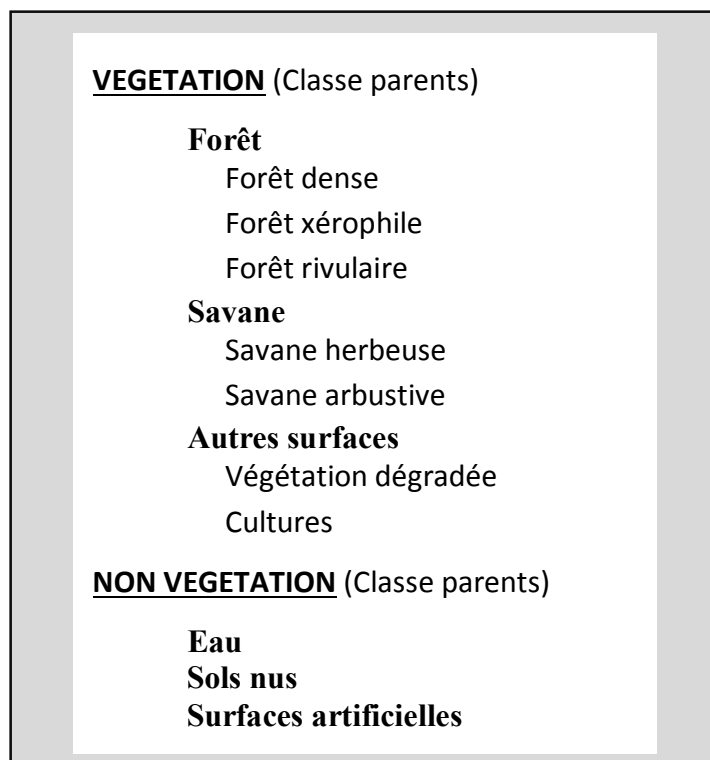 VEGETATION (Classe parents)
Forêt
Forêt dense
Forêt xérophile
Forêt rivulaire
Savane
Savane herbeuse
Savane arbustive
Autres surfaces
Végétation dégradée
Cultures
NON VEGETATION (Classe parents)
Eau
Sols nus
Surfaces artificielles